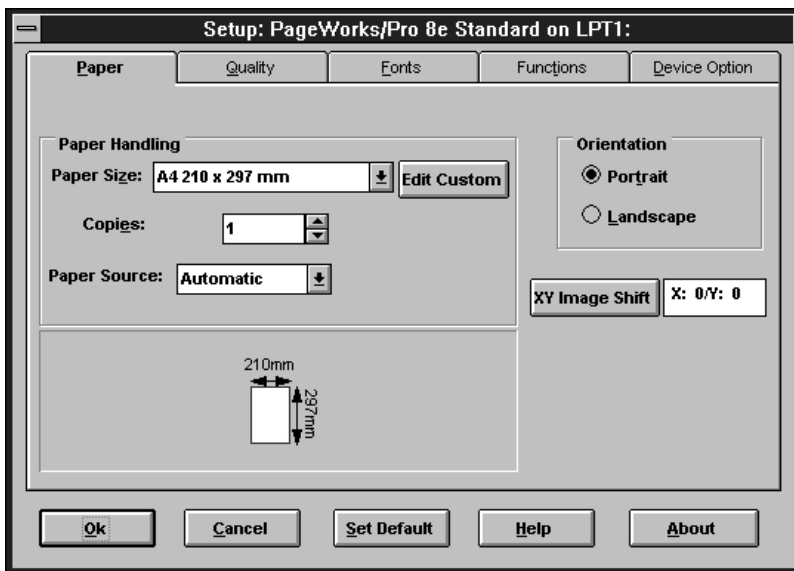 Setup: PageWorks/Pro 8e Standard on LPT1:
Paper Quality Fonts Functions Device Option
Paper Handling
Paper Size: A4 210 x 297 mm Edit Custom
Copies: 1
Paper Source: Automatic
Orientation
Portrait
Landscape
XY Image Shift X: 0/Y: 0
210mm
297mm
Ok Cancel Set Default Help About